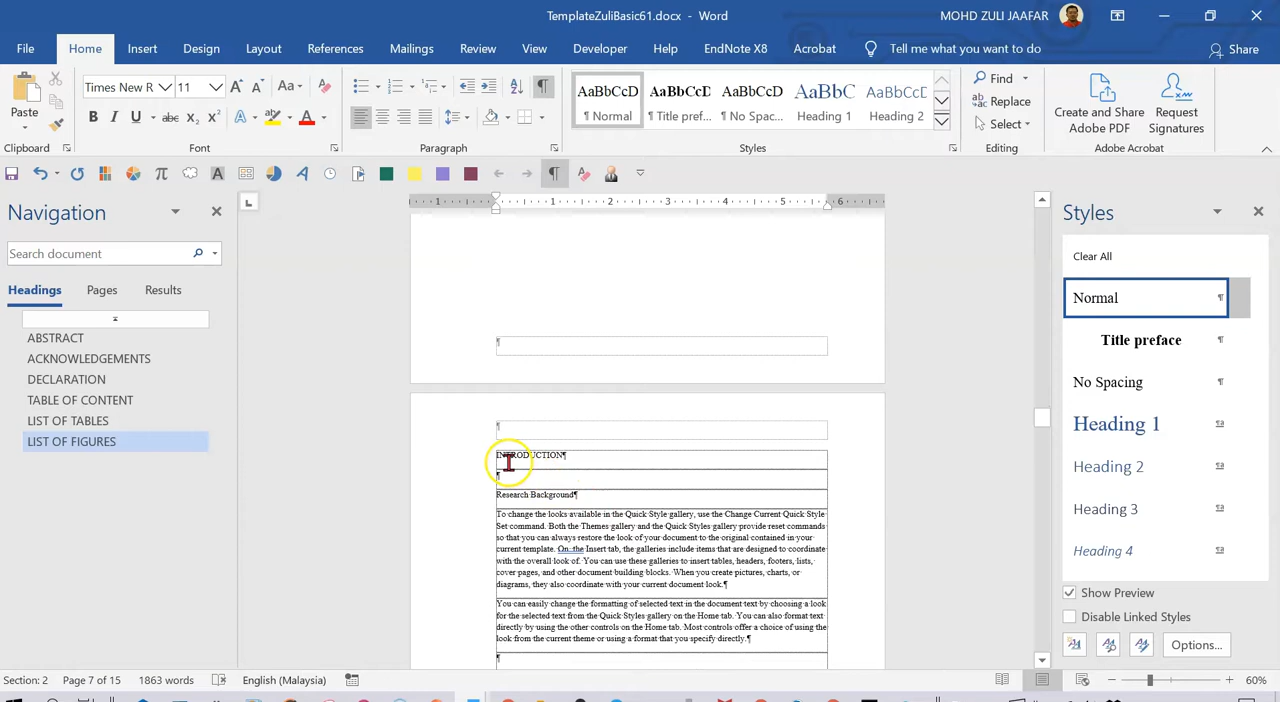 TemplateZuliBasic61.docx - Word
MOHD ZULI JAAFAR
File Home Insert Design Layout References Mailings Review View Developer Help EndNote X8 Acrobat Tell me what you want to do Share
Paste
Times New R 11
Aa
B I U abc X₂ X² A A
AaBbCcD AaBbCcD AaBbCcD AaBbC AaBbCcD
¶ Normal ¶ Title pref... ¶ No Spac... Heading 1 Heading 2
Find
Replace
Select
Create and Share Adobe PDF
Request Signatures
Clipboard Font Paragraph Styles Editing Adobe Acrobat
Navigation
Search document
Headings Pages Results
ABSTRACT
ACKNOWLEDGEMENTS
DECLARATION
TABLE OF CONTENT
LIST OF TABLES
LIST OF FIGURES
1 1 2 3 4 5 6
¶
¶
INTRODUCTION¶
¶
Research Background¶
To change the looks available in the Quick Style gallery, use the Change Current Quick Style
Set command. Both the Themes gallery and the Quick Styles gallery provide reset commands
so that you can always restore the look of your document to the original contained in your
current template. On the Insert tab, the galleries include items that are designed to coordinate
with the overall look of. You can use these galleries to insert tables, headers, footers, lists,
cover pages, and other document building blocks. When you create pictures, charts, or
diagrams, they also coordinate with your current document look.¶
You can easily change the formatting of selected text in the document text by choosing a look
for the selected text from the Quick Styles gallery on the Home tab. You can also format text
directly by using the other controls on the Home tab. Most controls offer a choice of using the
look from the current theme or using a format that you specify directly.¶
¶
Styles
Clear All
Normal ¶
Title preface ¶
No Spacing ¶
Heading 1
Heading 2
Heading 3
Heading 4
Show Preview
Disable Linked Styles
Options...
Section: 2 Page 7 of 15 1863 words English (Malaysia) 60%